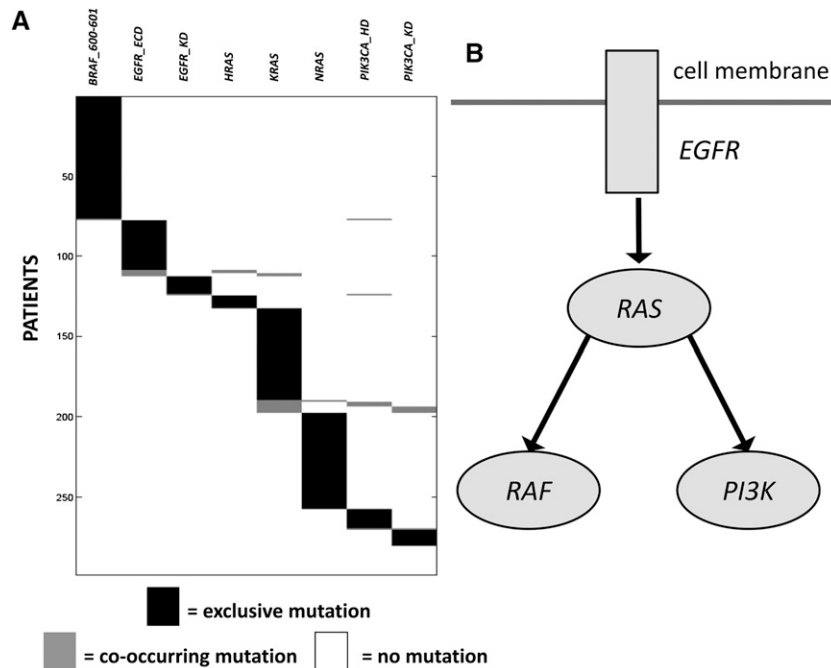 A
BRAF_600-601
EGFR_ECD
EGFR_KD
HRAS
KRAS
NRAS
PIK3CA_HD
PIK3CA_KD
PATIENTS
50
100
150
200
250
= exclusive mutation
= co-occurring mutation
= no mutation
B
cell membrane
EGFR
RAS
RAF
PI3K